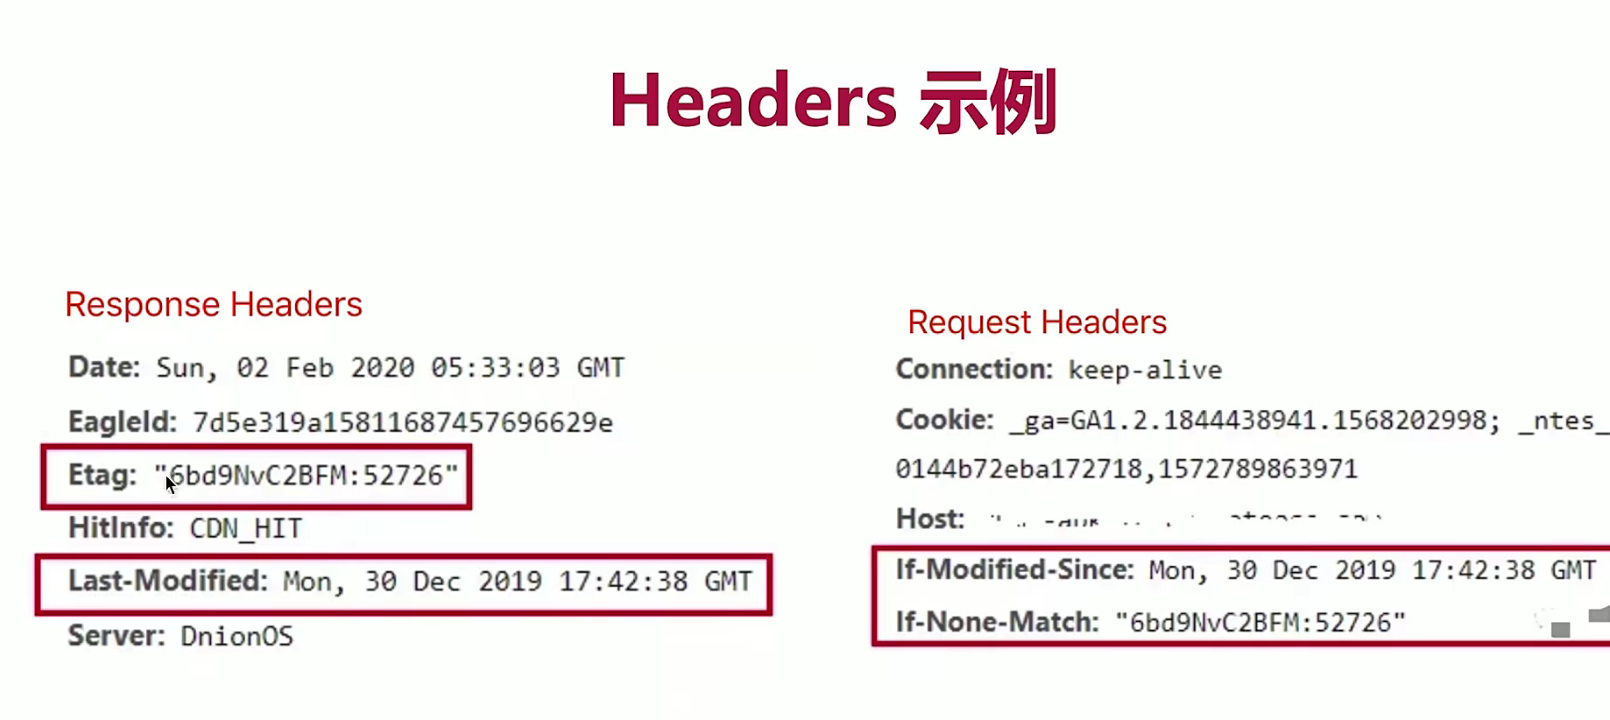 Headers 示例
Response Headers
Date: Sun, 02 Feb 2020 05:33:03 GMT
EagleId: 7d5e319a15811687457696629e
Etag: "6bd9NvC2BFM:52726"
HitInfo: CDN_HIT
Last-Modified: Mon, 30 Dec 2019 17:42:38 GMT
Server: DnionOS
Request Headers
Connection: keep-alive
Cookie: _ga=GA1.2.1844438941.1568202998; _ntes_
0144b72eba172718,1572789863971
Host:
If-Modified-Since: Mon, 30 Dec 2019 17:42:38 GMT
If-None-Match: "6bd9NvC2BFM:52726"